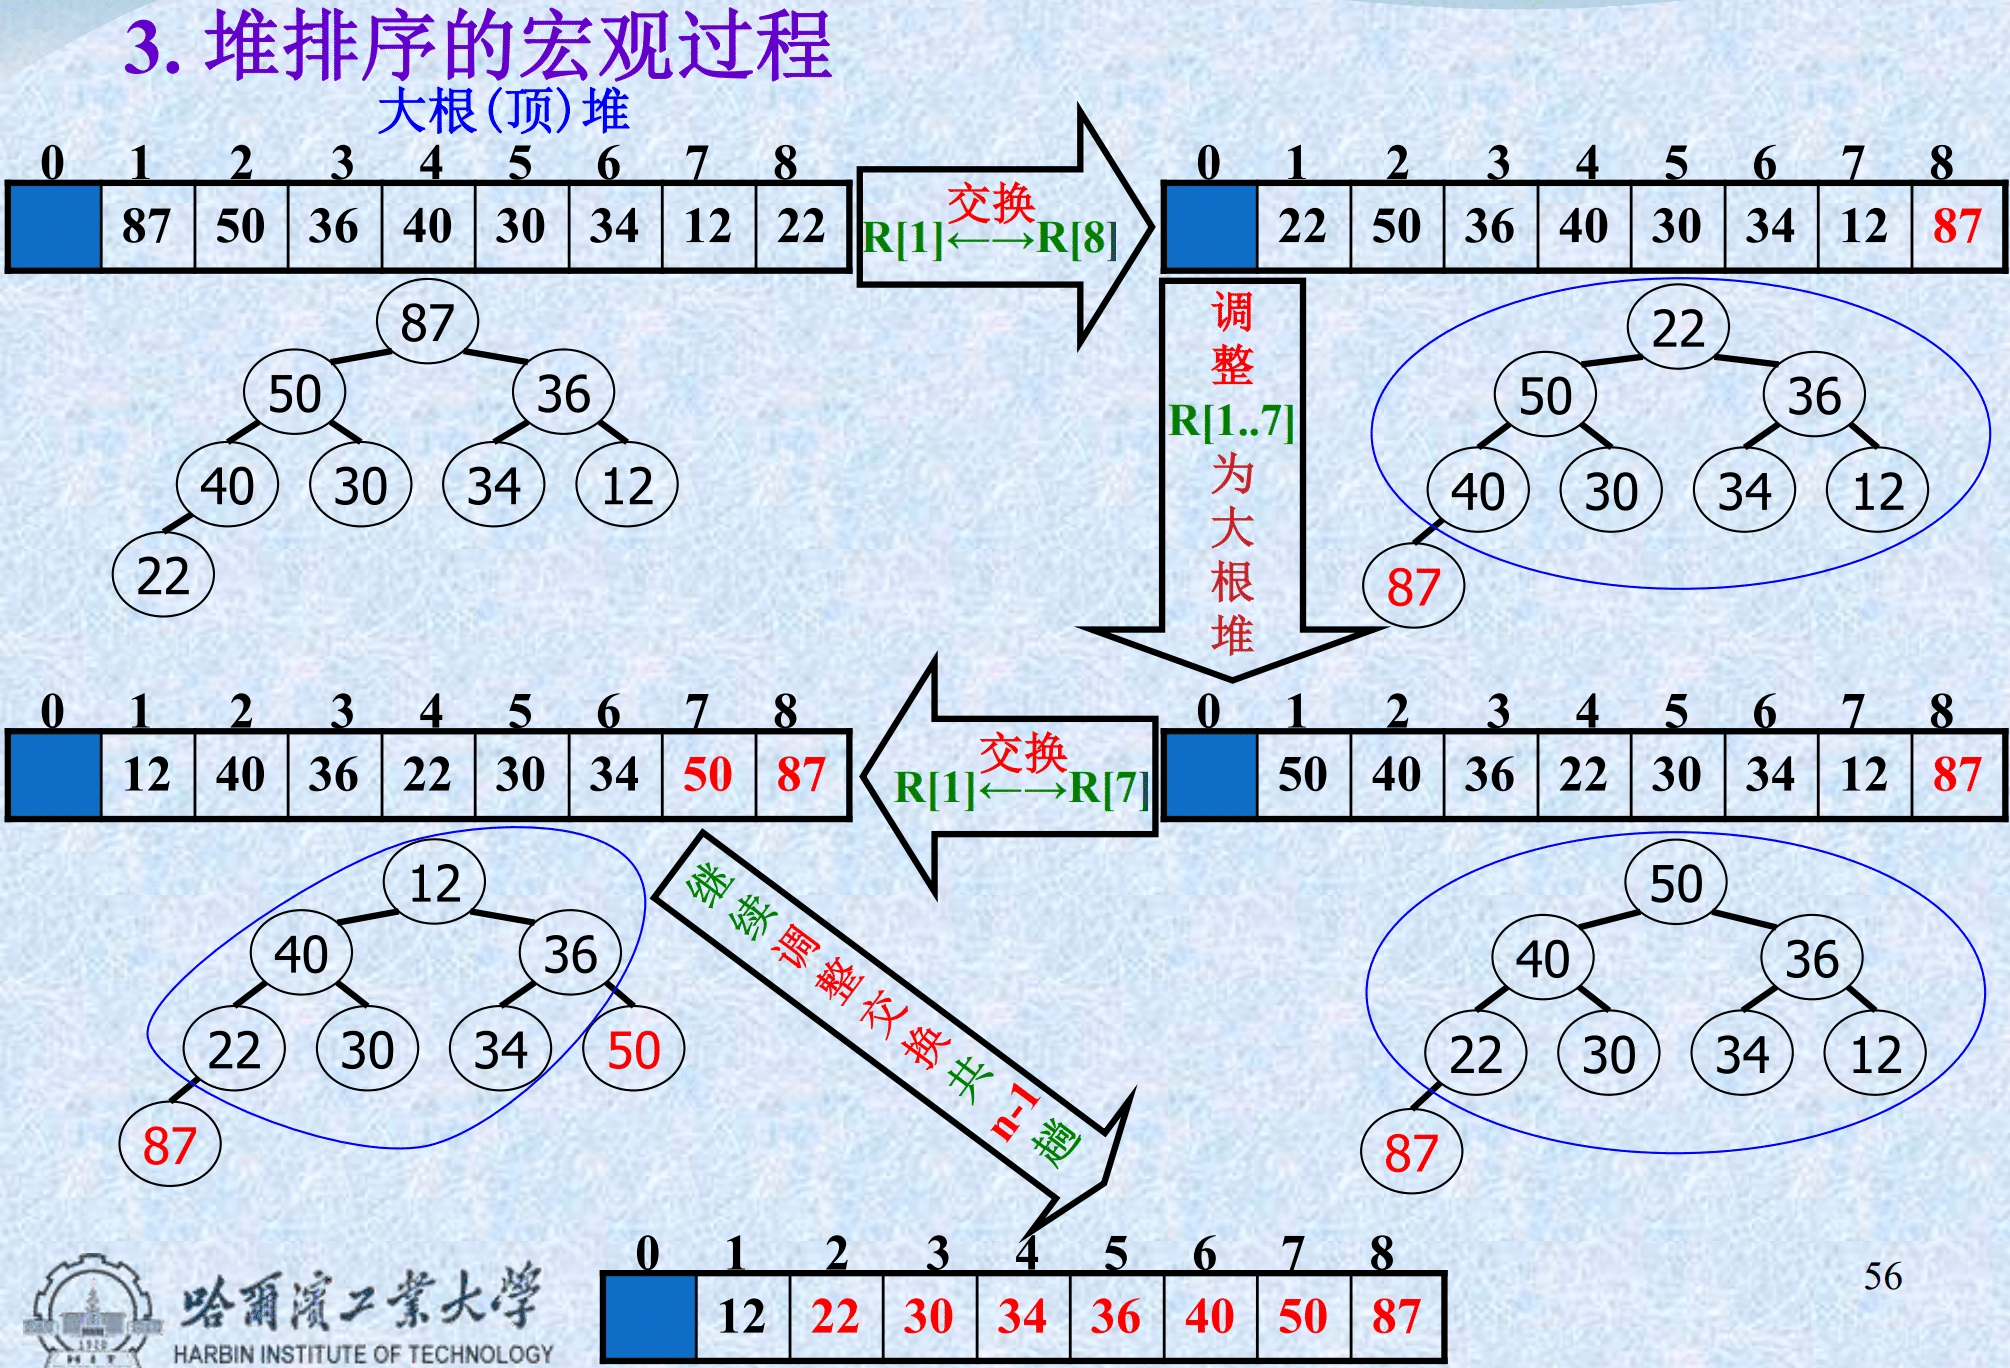 3. 堆排序的宏观过程
大根(顶)堆
0 1 2 3 4 5 6 7 8
87 50 36 40 30 34 12 22
交换
R[1]←→R[8]
0 1 2 3 4 5 6 7 8
22 50 36 40 30 34 12 87
87
50 36
40 30 34 12
22
调
整
R[1..7]
为
大
根
堆
22
50 36
40 30 34 12
87
0 1 2 3 4 5 6 7 8
50 40 36 22 30 34 12 87
50
40 36
22 30 34 12
87
交换
R[1]←→R[7]
0 1 2 3 4 5 6 7 8
12 40 36 22 30 34 50 87
12
40 36
22 30 34 50
87
继续调整交换共n-1趟
0 1 2 3 4 5 6 7 8
12 22 30 34 36 40 50 87
1920
HIT
哈爾濱工業大學
HARBIN INSTITUTE OF TECHNOLOGY
56